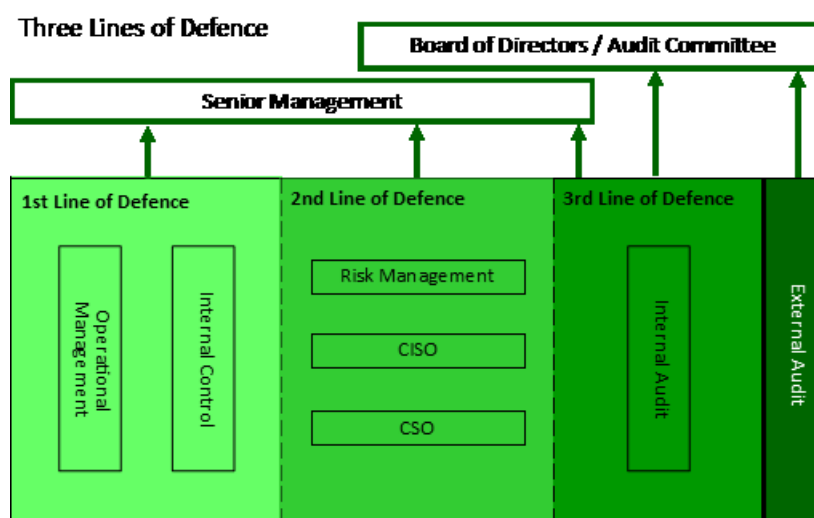 Three Lines of Defence
Board of Directors / Audit Committee
Senior Management
1st Line of Defence
2nd Line of Defence
3rd Line of Defence
Operational
Management
Internal Control
Risk Management
CISO
CSO
Internal Audit
External Audit